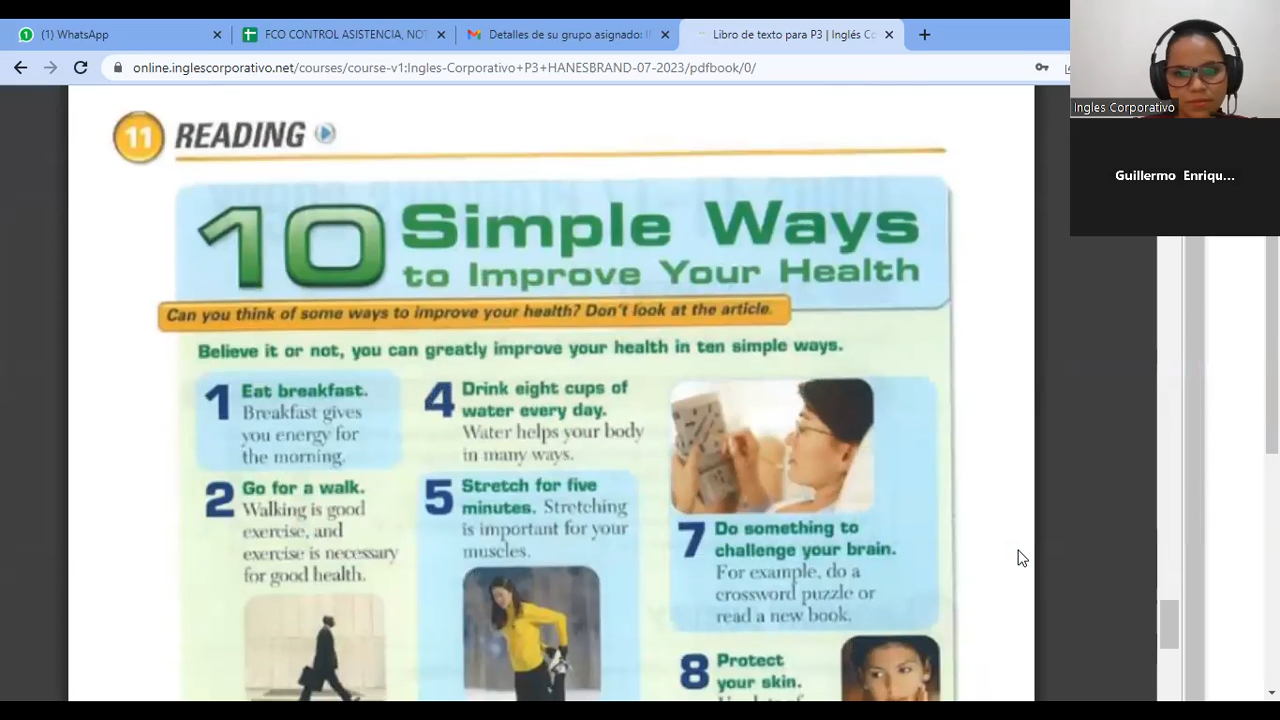 (1) WhatsApp
FCO CONTROL ASISTENCIA, NOT
Detalles de su grupo asignado: I
Libro de texto para P3 | Inglés Co
online.inglescorporativo.net/courses/course-v1:Ingles-Corporativo+P3+HANESBRAND-07-2023/pdfbook/0/
Ingles Corporativo
Guillermo Enriqu...
11 READING
10 Simple Ways
to Improve Your Health
Can you think of some ways to improve your health? Don't look at the article.
Believe it or not, you can greatly improve your health in ten simple ways.
1 Eat breakfast.
Breakfast gives
you energy for
the morning.
2 Go for a walk.
Walking is good
exercise, and
exercise is necessary
for good health.
4 Drink eight cups of
water every day.
Water helps your body
in many ways.
5 Stretch for five
minutes. Stretching
is important for your
muscles.
7 Do something to
challenge your brain.
For example, do a
crossword puzzle or
read a new book.
8 Protect
your skin.